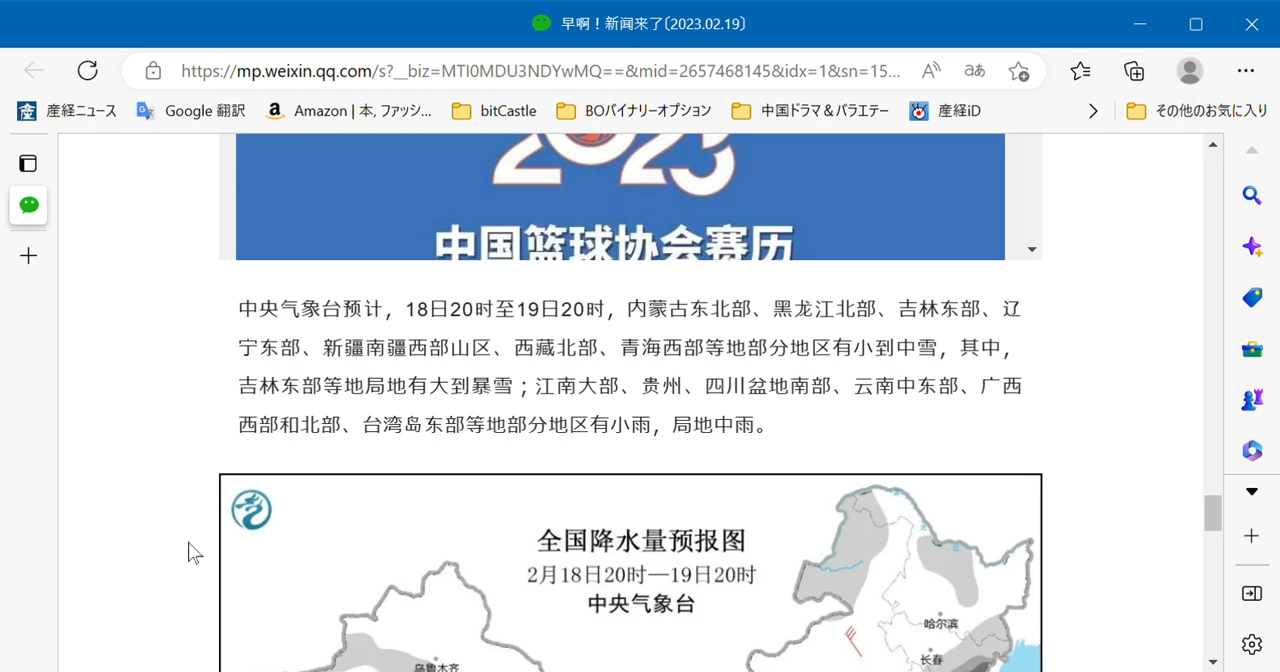 早啊！新闻来了〔2023.02.19〕
https://mp.weixin.qq.com/s?__biz=MTI0MDU3NDYwMQ==&mid=2657468145&idx=1&sn=15...
産経ニュース Google 翻訳 Amazon | 本, ファッシ... bitCastle BOバイナリーオプション 中国ドラマ＆バラエテー 産経iD その他のお気に入り
2023
中国篮球协会赛历
中央气象台预计，18日20时至19日20时，内蒙古东北部、黑龙江北部、吉林东部、辽
宁东部、新疆南疆西部山区、西藏北部、青海西部等地部分地区有小到中雪，其中，
吉林东部等地局地有大到暴雪；江南大部、贵州、四川盆地南部、云南中东部、广西
西部和北部、台湾岛东部等地部分地区有小雨，局地中雨。
全国降水量预报图
2月18日20时—19日20时
中央气象台
哈尔滨
长春
乌鲁木齐